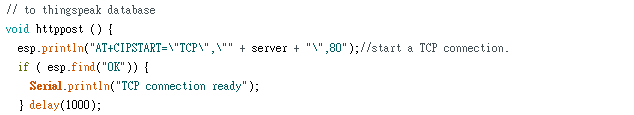 // to thingspeak database
void httppost () {
esp.println("AT+CIPSTART=\"TCP\",\"" + server + "\",80");//start a TCP connection.
if ( esp.find("OK")) {
Serial.println("TCP connection ready");
} delay(1000);